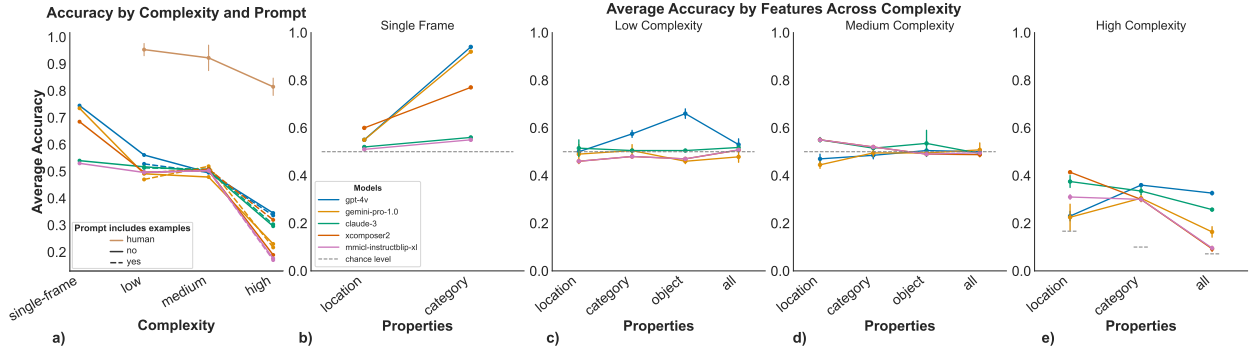 Accuracy by Complexity and Prompt
Average Accuracy
1.0
0.9
0.8
0.7
0.6
0.5
0.4
0.3
0.2
Prompt includes examples
human
no
yes
single-frame
low
medium
high
Complexity
a)
Average Accuracy by Features Across Complexity
Single Frame
1.0
0.8
0.6
0.4
0.2
0.0
Models
gpt-4v
gemini-pro-1.0
claude-3
xcomposer2
mmicl-instructblip-xl
chance level
location
category
Properties
b)
Low Complexity
1.0
0.8
0.6
0.4
0.2
0.0
location
category
object
all
Properties
c)
Medium Complexity
1.0
0.8
0.6
0.4
0.2
0.0
location
category
object
all
Properties
d)
High Complexity
1.0
0.8
0.6
0.4
0.2
0.0
location
category
all
Properties
e)